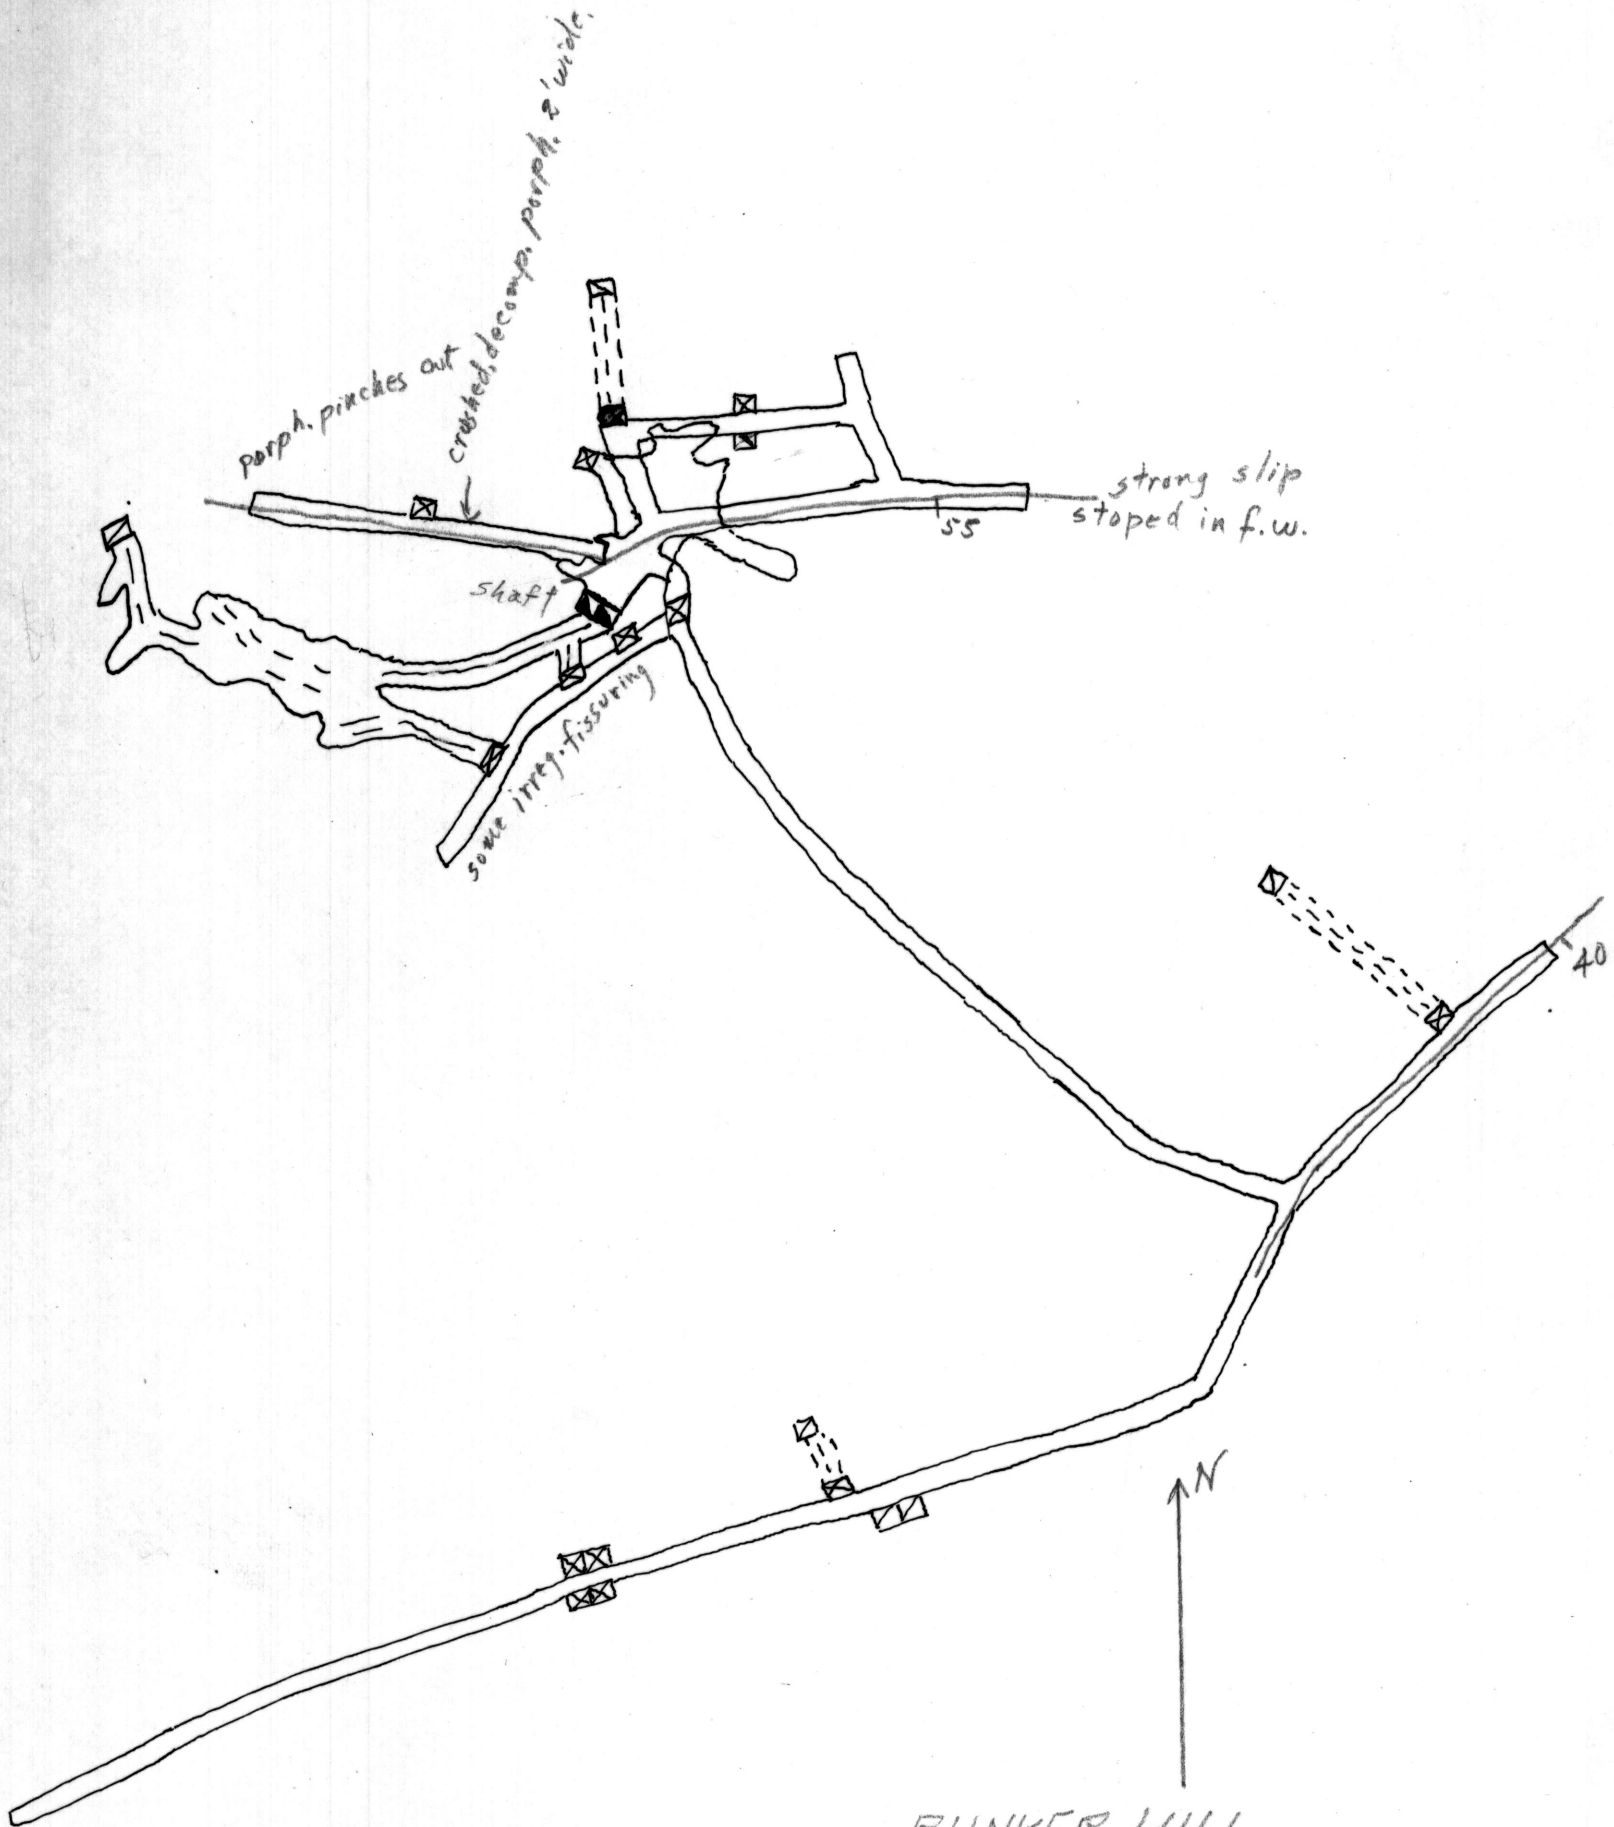 crushed, decomp. porph. 2' wide.
porph. pinches out
strong slip
stoped in f.w.
55
shaft
some irreg. fissuring
40
N
BUNKER HILL